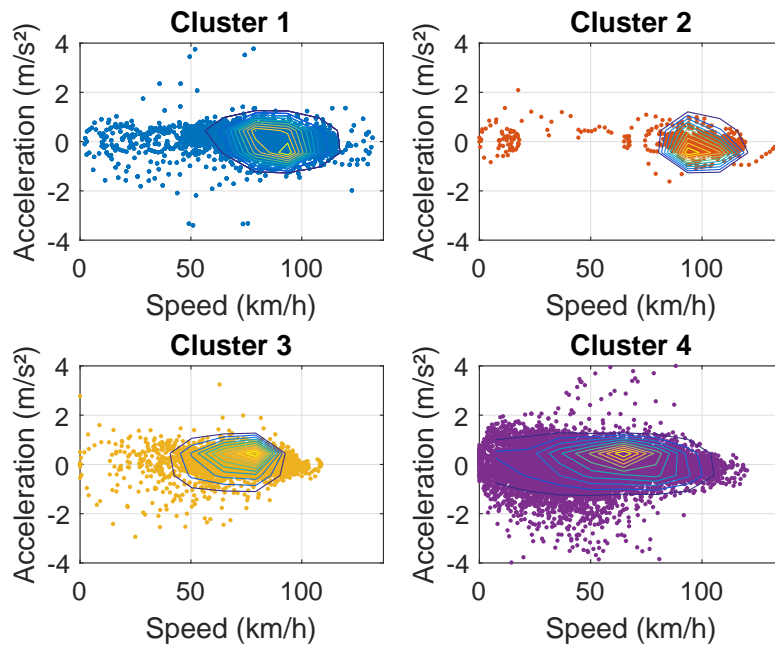 Cluster 1
Cluster 2
Acceleration (m/s²)
4
2
0
-2
-4
0
50
100
Speed (km/h)
Acceleration (m/s²)
4
2
0
-2
-4
0
50
100
Speed (km/h)
Cluster 3
Cluster 4
Acceleration (m/s²)
4
2
0
-2
-4
0
50
100
Speed (km/h)
Acceleration (m/s²)
4
2
0
-2
-4
0
50
100
Speed (km/h)